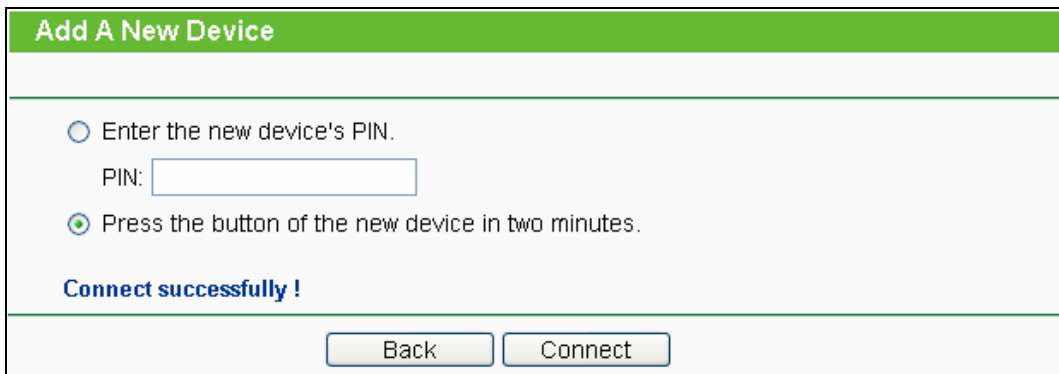 Add A New Device
Enter the new device's PIN.
PIN:
Press the button of the new device in two minutes.
Connect successfully !
Back Connect